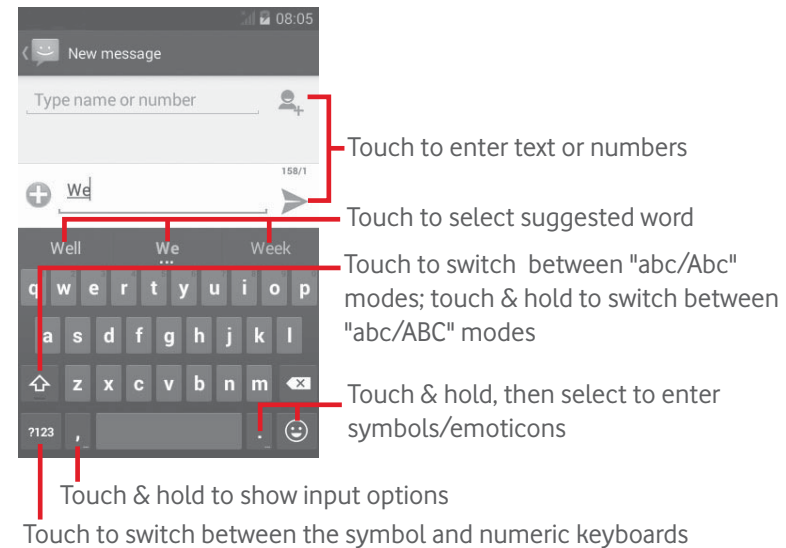 08:05
New message
Type name or number
Touch to enter text or numbers
158/1
We
Touch to select suggested word
Well We Week
Touch to switch between "abc/Abc"
modes; touch & hold to switch between
"abc/ABC" modes
q w e r t y u i o p
a s d f g h j k l
z x c v b n m
Touch & hold, then select to enter
symbols/emoticons
?123 , .
Touch & hold to show input options
Touch to switch between the symbol and numeric keyboards